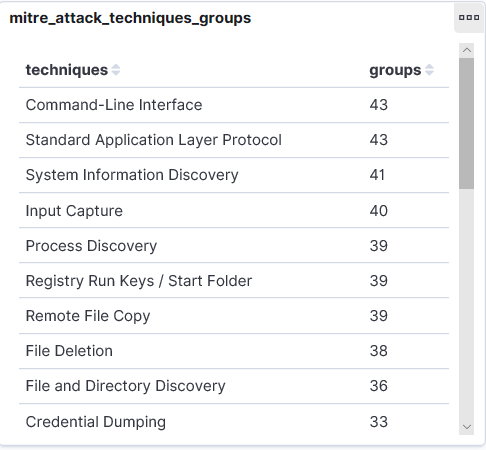 mitre_attack_techniques_groups
techniques groups
Command-Line Interface 43
Standard Application Layer Protocol 43
System Information Discovery 41
Input Capture 40
Process Discovery 39
Registry Run Keys / Start Folder 39
Remote File Copy 39
File Deletion 38
File and Directory Discovery 36
Credential Dumping 33